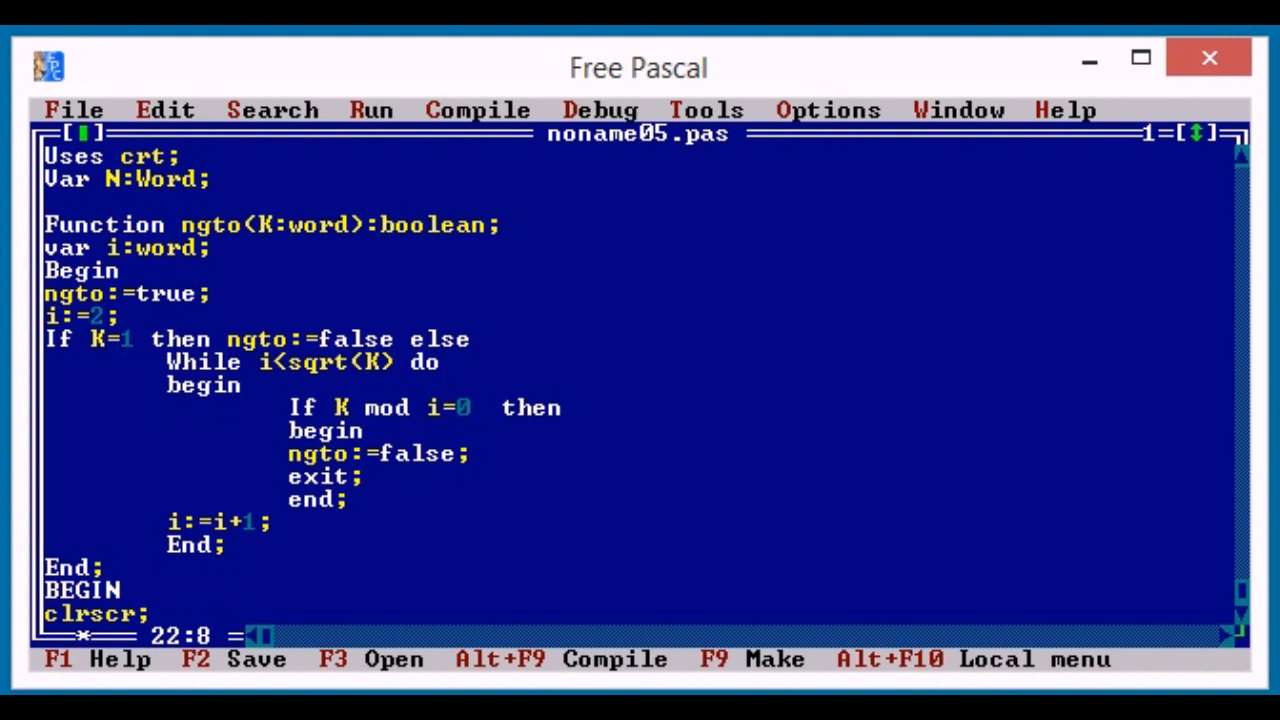 FPC
Free Pascal
File Edit Search Run Compile Debug Tools Options Window Help
noname05.pas 1
Uses crt;
Var N:Word;
Function ngto(K:word):boolean;
var i:word;
Begin
ngto:=true;
i:=2;
If K=1 then ngto:=false else
While i<sqrt(K) do
begin
If K mod i=0 then
begin
ngto:=false;
exit;
end;
i:=i+1;
End;
End;
BEGIN
clrscr;
* 22:8
F1 Help F2 Save F3 Open Alt+F9 Compile F9 Make Alt+F10 Local menu